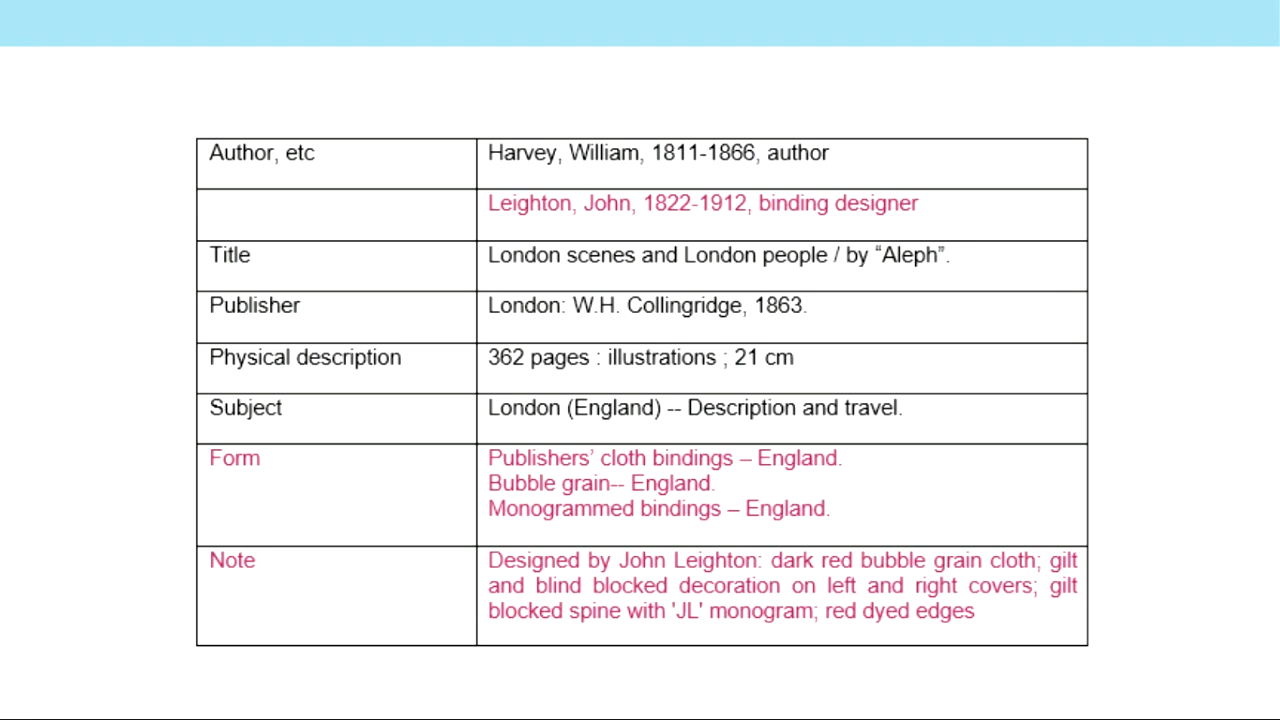 Author, etc
Harvey, William, 1811-1866, author
Leighton, John, 1822-1912, binding designer
Title
London scenes and London people / by “Aleph”.
Publisher
London: W.H. Collingridge, 1863.
Physical description
362 pages : illustrations ; 21 cm
Subject
London (England) -- Description and travel.
Form
Publishers’ cloth bindings – England.
Bubble grain-- England.
Monogrammed bindings – England.
Note
Designed by John Leighton: dark red bubble grain cloth; gilt
and blind blocked decoration on left and right covers; gilt
blocked spine with 'JL' monogram; red dyed edges